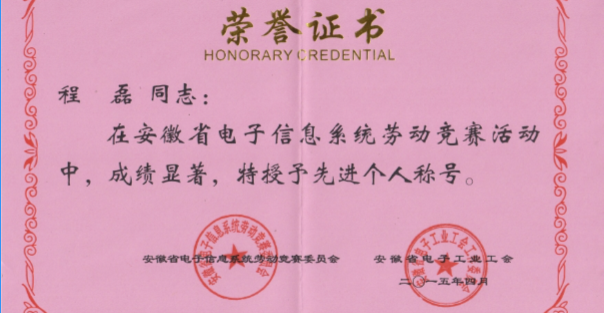 荣誉证书
HONORARY CREDENTIAL
程 磊 同志：
在安徽省电子信息系统劳动竞赛活动
中，成绩显著，特授予先进个人称号。
安徽省电子信息系统劳动竞赛委员会
安徽省电子工业工会
二〇一五年四月